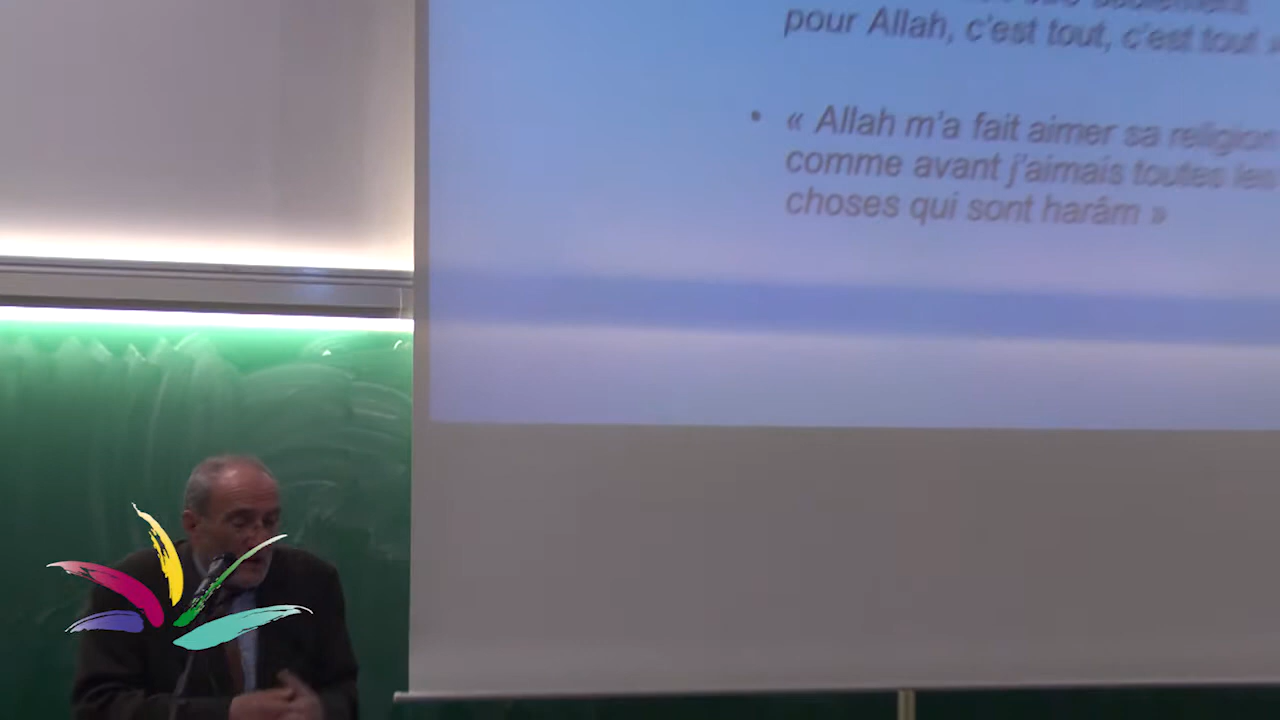 seulement
pour Allah, c'est tout, c'est tout »
• « Allah m'a fait aimer sa religion
comme avant j'aimais toutes les
choses qui sont harâm »